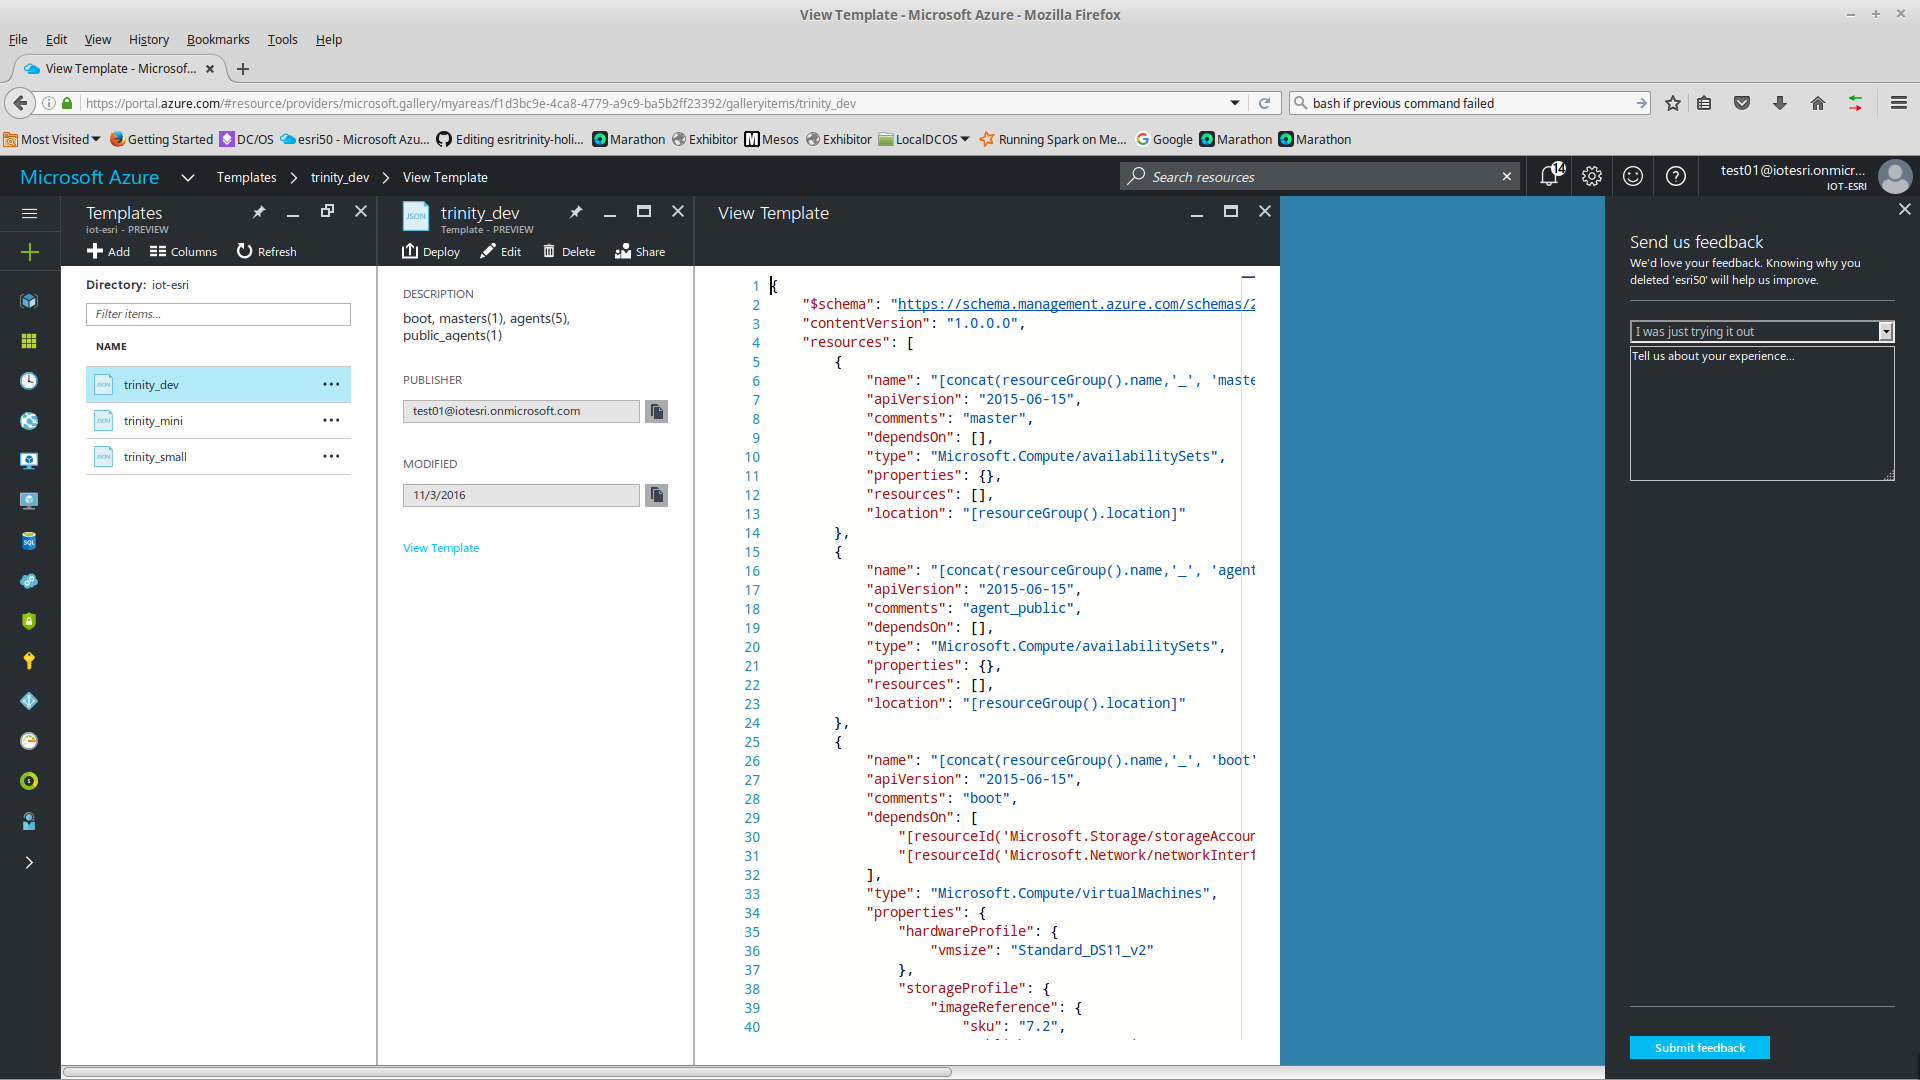 View Template - Microsoft Azure - Mozilla Firefox
File Edit View History Bookmarks Tools Help
View Template - Microsof...
https://portal.azure.com/#resource/providers/microsoft.gallery/myareas/f1d3bc9e-4ca8-4779-a9c9-ba5b2ff23392/galleryitems/trinity_dev
bash if previous command failed
Most Visited Getting Started DC/OS esri50 - Microsoft Azu... Editing esritrinity-holi... Marathon Exhibitor Mesos Exhibitor LocalDCOS Running Spark on Me... Google Marathon Marathon
Microsoft Azure Templates trinity_dev View Template
Search resources
14
test01@iotesri.onmicr...
IOT-ESRI
Templates
iot-esri - PREVIEW
Add Columns Refresh
Directory: iot-esri
Filter items...
NAME
trinity_dev ...
trinity_mini ...
trinity_small ...
JSON
trinity_dev
Template - PREVIEW
Deploy Edit Delete Share
DESCRIPTION
boot, masters(1), agents(5),
public_agents(1)
PUBLISHER
test01@iotesri.onmicrosoft.com
MODIFIED
11/3/2016
View Template
View Template
1 {
2 "$schema": "https://schema.management.azure.com/schemas/2
3 "contentVersion": "1.0.0.0",
4 "resources": [
5 {
6 "name": "[concat(resourceGroup().name,'_', 'maste
7 "apiVersion": "2015-06-15",
8 "comments": "master",
9 "dependsOn": [],
10 "type": "Microsoft.Compute/availabilitySets",
11 "properties": {},
12 "resources": [],
13 "location": "[resourceGroup().location]"
14 },
15 {
16 "name": "[concat(resourceGroup().name,'_', 'agent
17 "apiVersion": "2015-06-15",
18 "comments": "agent_public",
19 "dependsOn": [],
20 "type": "Microsoft.Compute/availabilitySets",
21 "properties": {},
22 "resources": [],
23 "location": "[resourceGroup().location]"
24 },
25 {
26 "name": "[concat(resourceGroup().name,'_', 'boot'
27 "apiVersion": "2015-06-15",
28 "comments": "boot",
29 "dependsOn": [
30 "[resourceId('Microsoft.Storage/storageAccoun
31 "[resourceId('Microsoft.Network/networkInterf
32 ],
33 "type": "Microsoft.Compute/virtualMachines",
34 "properties": {
35 "hardwareProfile": {
36 "vmsize": "Standard_DS11_v2"
37 },
38 "storageProfile": {
39 "imageReference": {
40 "sku": "7.2",
Send us feedback
We'd love your feedback. Knowing why you
deleted 'esri50' will help us improve.
I was just trying it out
Tell us about your experience...
Submit feedback